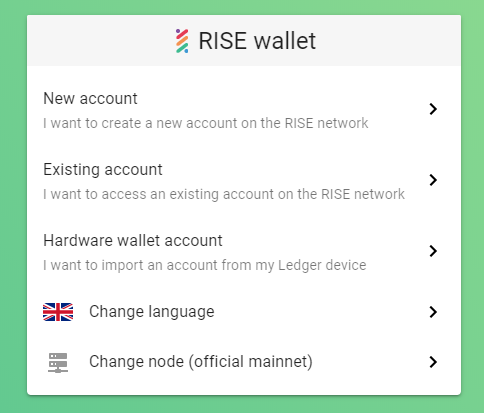 RISE wallet
New account
I want to create a new account on the RISE network
Existing account
I want to access an existing account on the RISE network
Hardware wallet account
I want to import an account from my Ledger device
Change language
Change node (official mainnet)